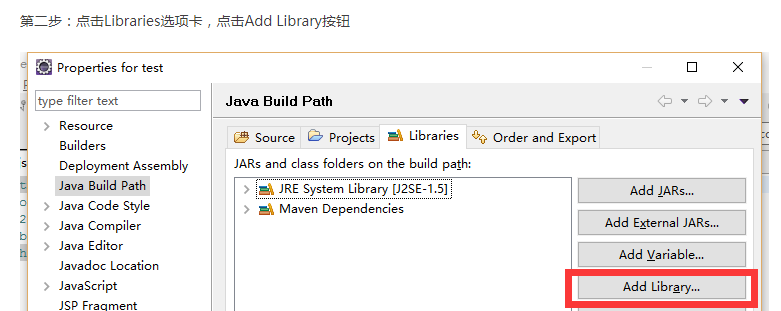 第二步：点击Libraries选项卡，点击Add Library按钮
Properties for test
type filter text
Resource
Builders
Deployment Assembly
Java Build Path
Java Code Style
Java Compiler
Java Editor
Javadoc Location
JavaScript
JSP Fragment
Java Build Path
Source
Projects
Libraries
Order and Export
JARs and class folders on the build path:
JRE System Library [J2SE-1.5]
Maven Dependencies
Add JARs...
Add External JARs...
Add Variable...
Add Library...